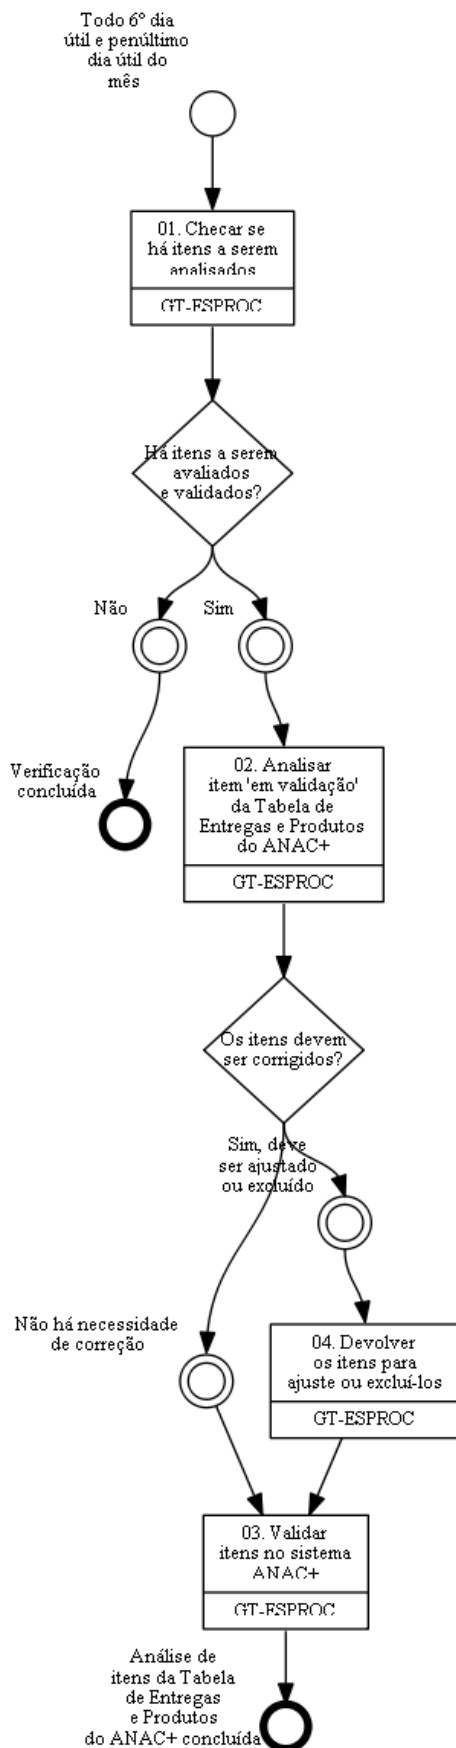 Todo 6º dia
útil e penúltimo
dia útil do
mês
01. Checar se
há itens a serem
analisados
GT-ESPROC
Há itens a serem
avaliados
e validados?
Não
Sim
Verificação
concluída
02. Analisar
item 'em validação'
da Tabela de
Entregas e Produtos
do ANAC+
GT-ESPROC
Os itens devem
ser corrigidos?
Sim, deve
ser ajustado
ou excluído
Não há necessidade
de correção
04. Devolver
os itens para
ajuste ou excluí-los
GT-ESPROC
03. Validar
itens no sistema
ANAC+
GT-ESPROC
Análise de
itens da Tabela
de Entregas
e Produtos
do ANAC+ concluída